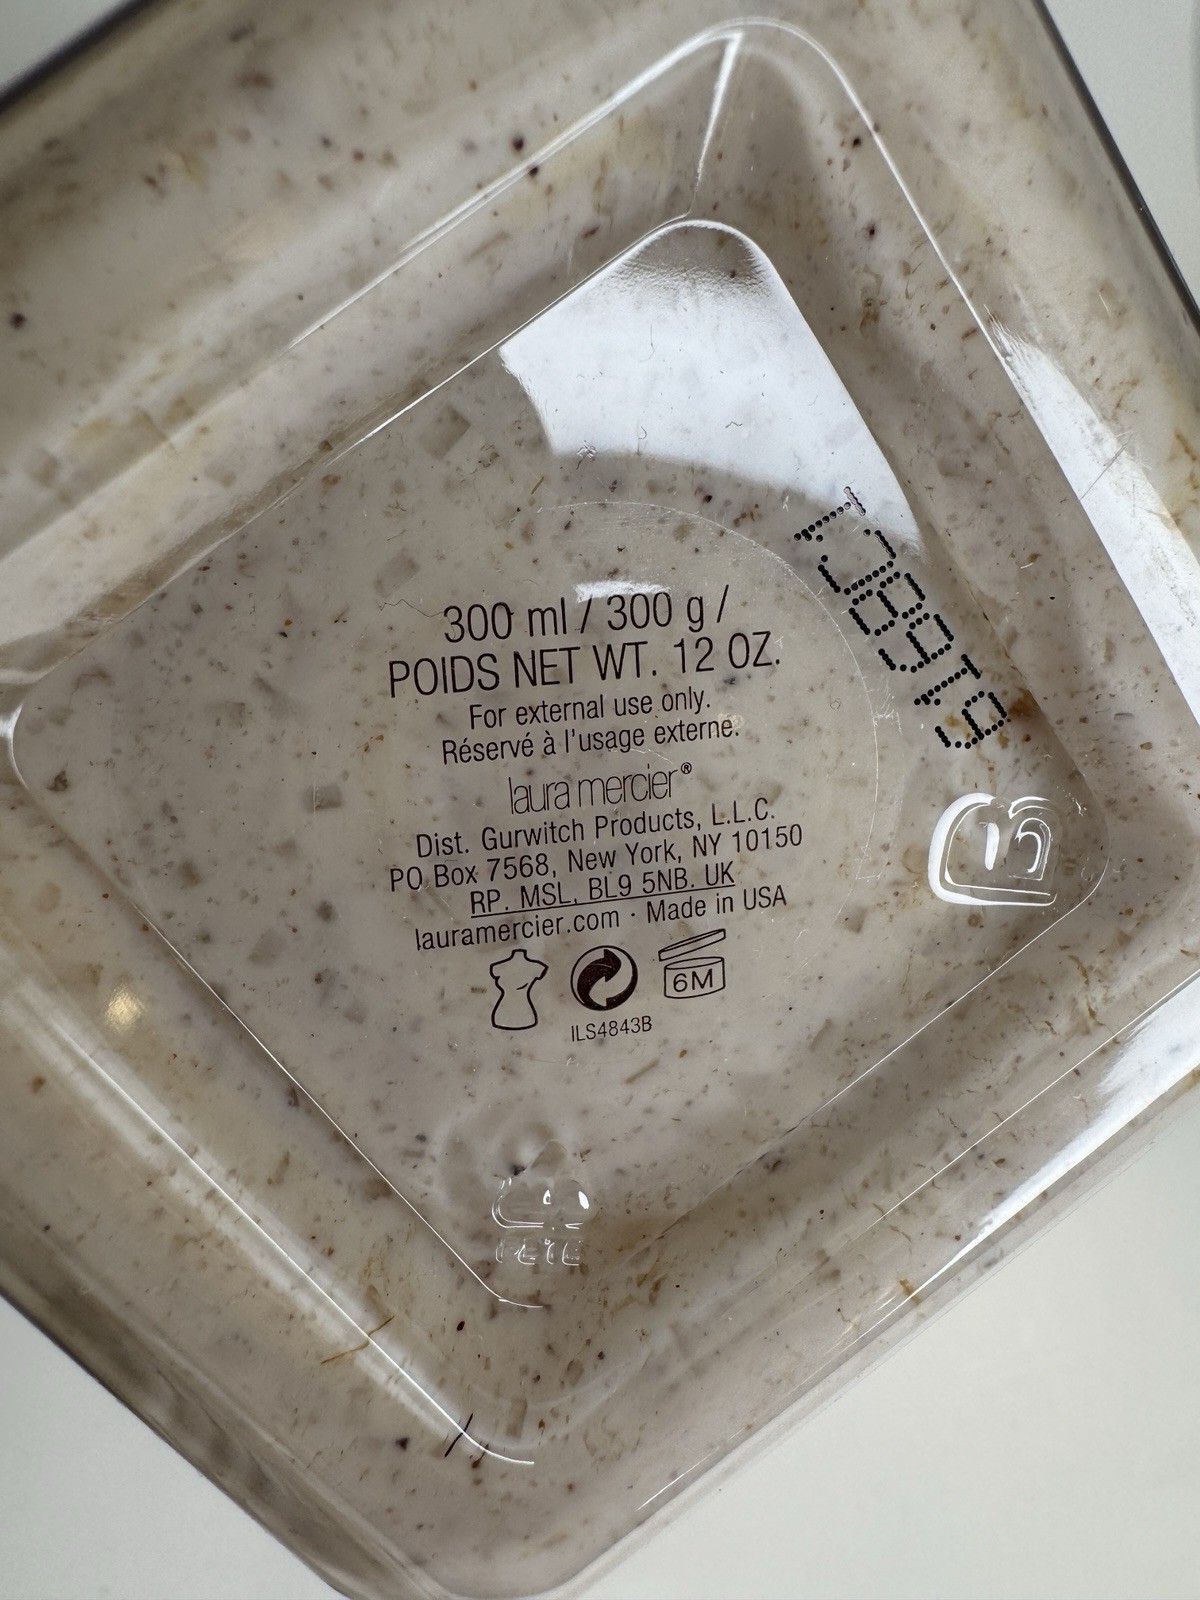 300 ml / 300 g /
POIDS NET WT. 12 OZ.
For external use only.
Réservé à l'usage externe.
laura mercier®
Dist. Gurwitch Products, L.L.C.
PO Box 7568, New York, NY 10150
RP. MSL, BL9 5NB. UK
lauramercier.com · Made in USA
6M
ILS4843B
15
PETE